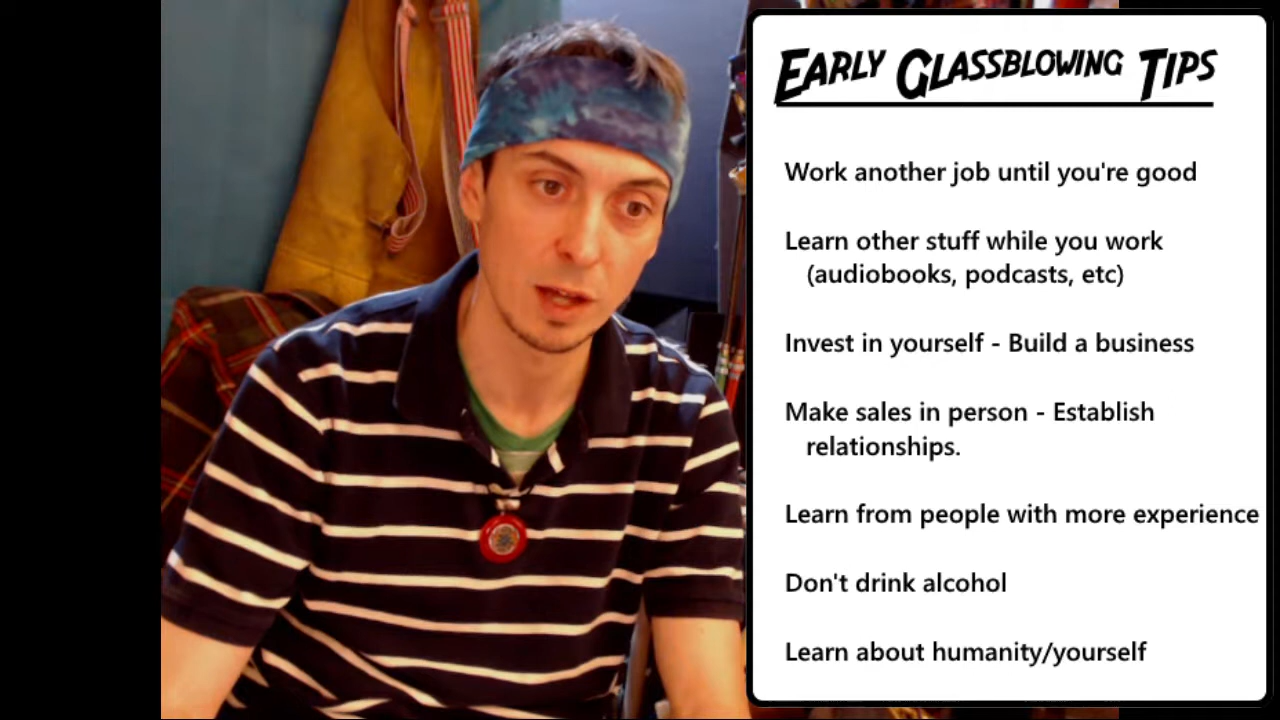 Early Glassblowing Tips
Work another job until you're good
Learn other stuff while you work
(audiobooks, podcasts, etc)
Invest in yourself - Build a business
Make sales in person - Establish
relationships.
Learn from people with more experience
Don't drink alcohol
Learn about humanity/yourself